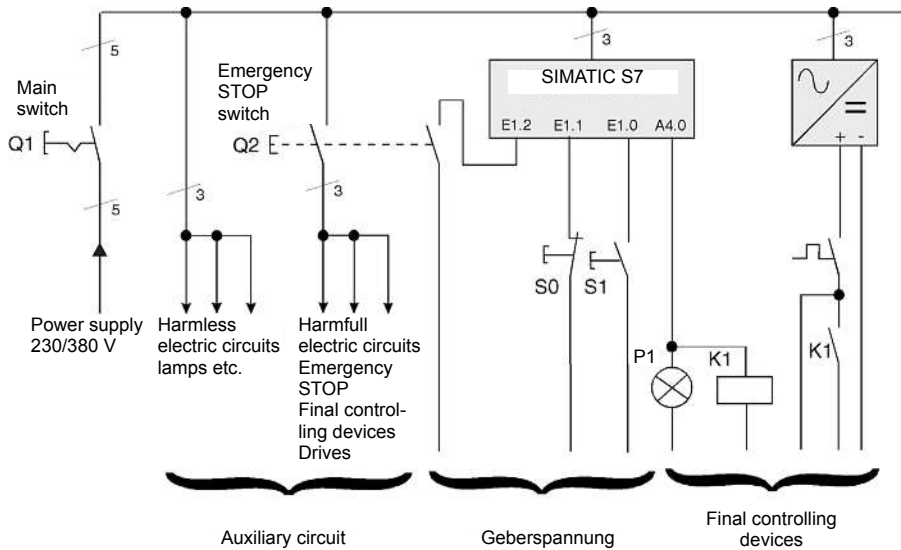 5
3
3
Emergency
STOP
switch
SIMATIC S7
Main
switch
E1.2 E1.1 E1.0 A4.0
+ -
Q1
Q2
3
3
5
S0
S1
Power supply
230/380 V
Harmless
electric circuits
lamps etc.
Harmfull
electric circuits
Emergency
STOP
Final control-
ling devices
Drives
P1
K1
K1
Auxiliary circuit
Geberspannung
Final controlling
devices